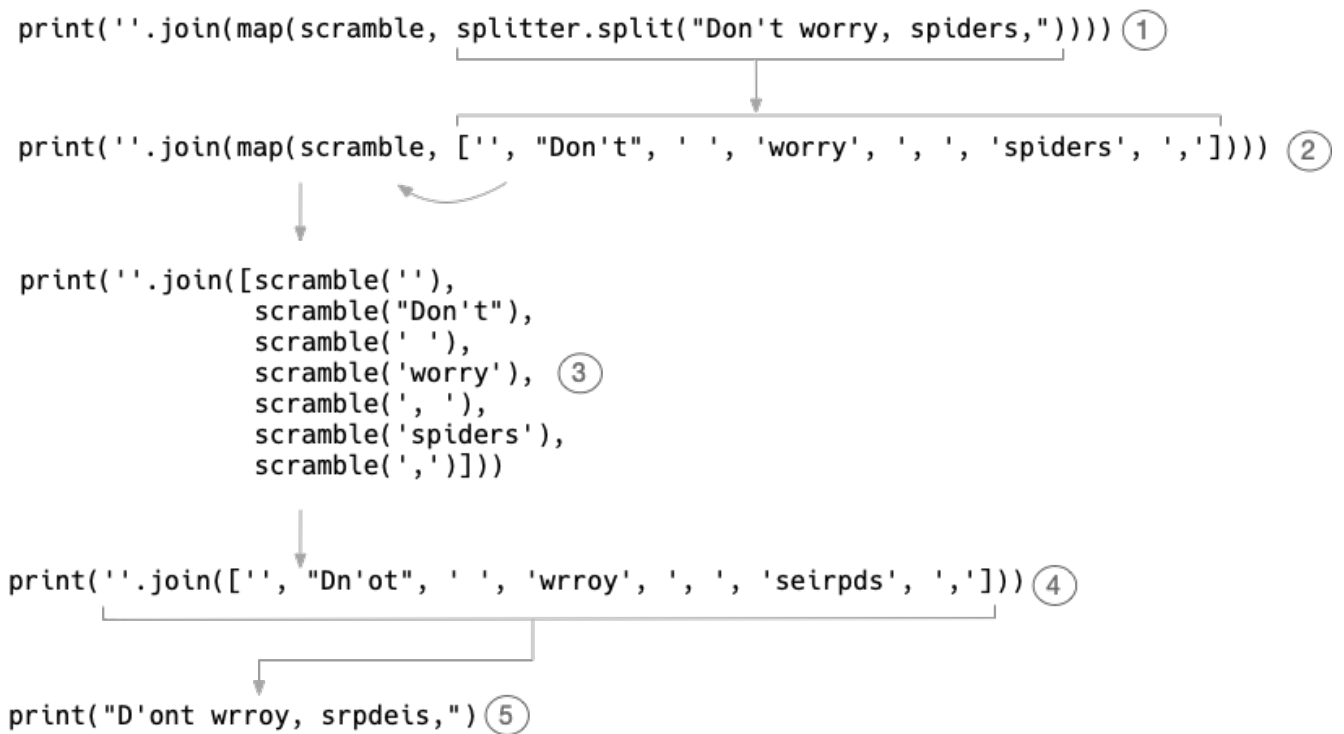 print(''.join(map(scramble, splitter.split("Don't worry, spiders,")))) 1
print(''.join(map(scramble, ['', "Don't", ' ', 'worry', ', ', 'spiders', ',']))) 2
print(''.join([scramble(''),
scramble("Don't"),
scramble(' '),
scramble('worry'), 3
scramble(', '),
scramble('spiders'),
scramble(',')]))
print(''.join(['', "Dn'ot", ' ', 'wrroy', ', ', 'seirpds', ','])) 4
print("D'ont wrroy, srpdeis,") 5